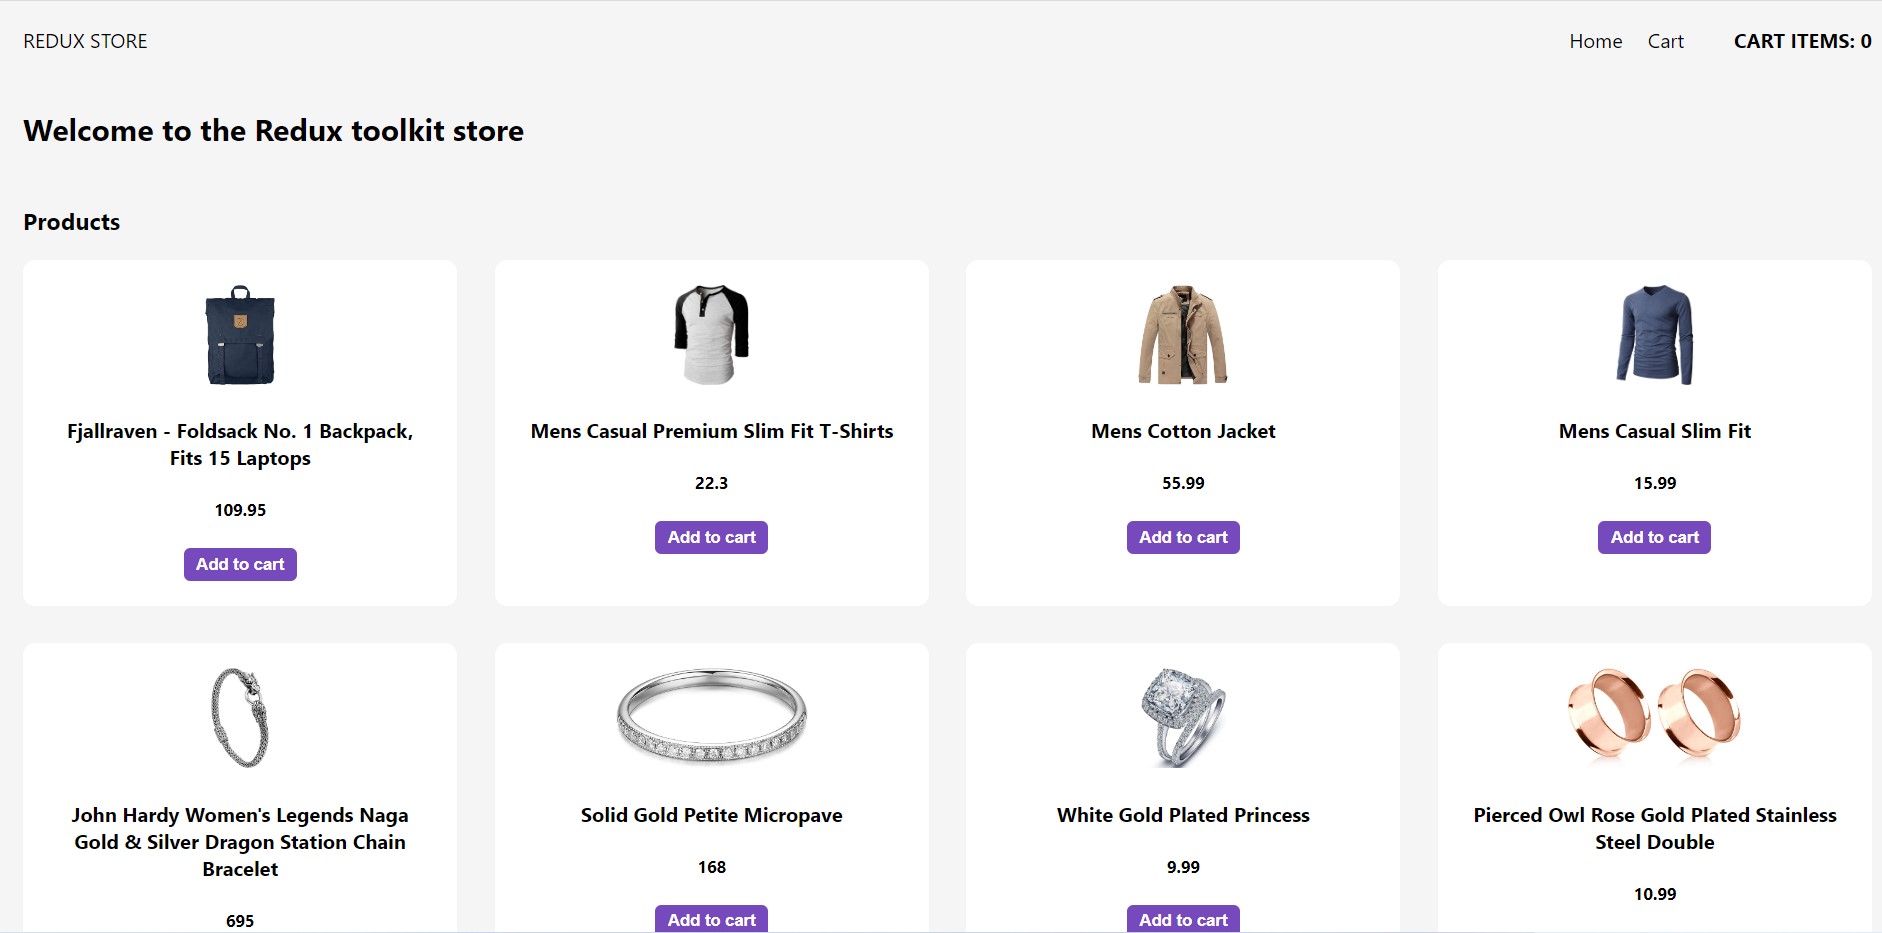 REDUX STORE
Home Cart CART ITEMS: 0
Welcome to the Redux toolkit store
Products
Fjallraven - Foldsack No. 1 Backpack,
Fits 15 Laptops
109.95
Add to cart
Mens Casual Premium Slim Fit T-Shirts
22.3
Add to cart
Mens Cotton Jacket
55.99
Add to cart
Mens Casual Slim Fit
15.99
Add to cart
John Hardy Women's Legends Naga
Gold & Silver Dragon Station Chain
Bracelet
695
Solid Gold Petite Micropave
168
Add to cart
White Gold Plated Princess
9.99
Add to cart
Pierced Owl Rose Gold Plated Stainless
Steel Double
10.99